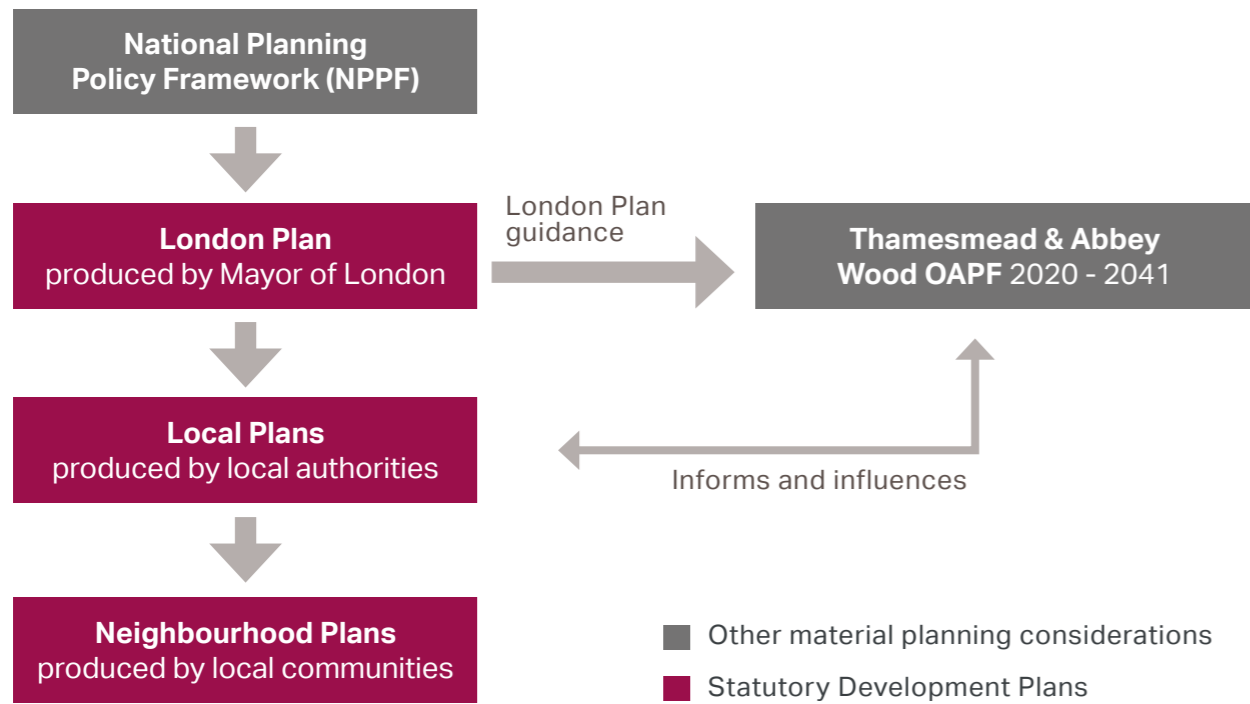 National Planning
Policy Framework (NPPF)
London Plan
produced by Mayor of London
London Plan
guidance
Thamesmead & Abbey
Wood OAPF 2020 - 2041
Local Plans
produced by local authorities
Informs and influences
Neighbourhood Plans
produced by local communities
Other material planning considerations
Statutory Development Plans